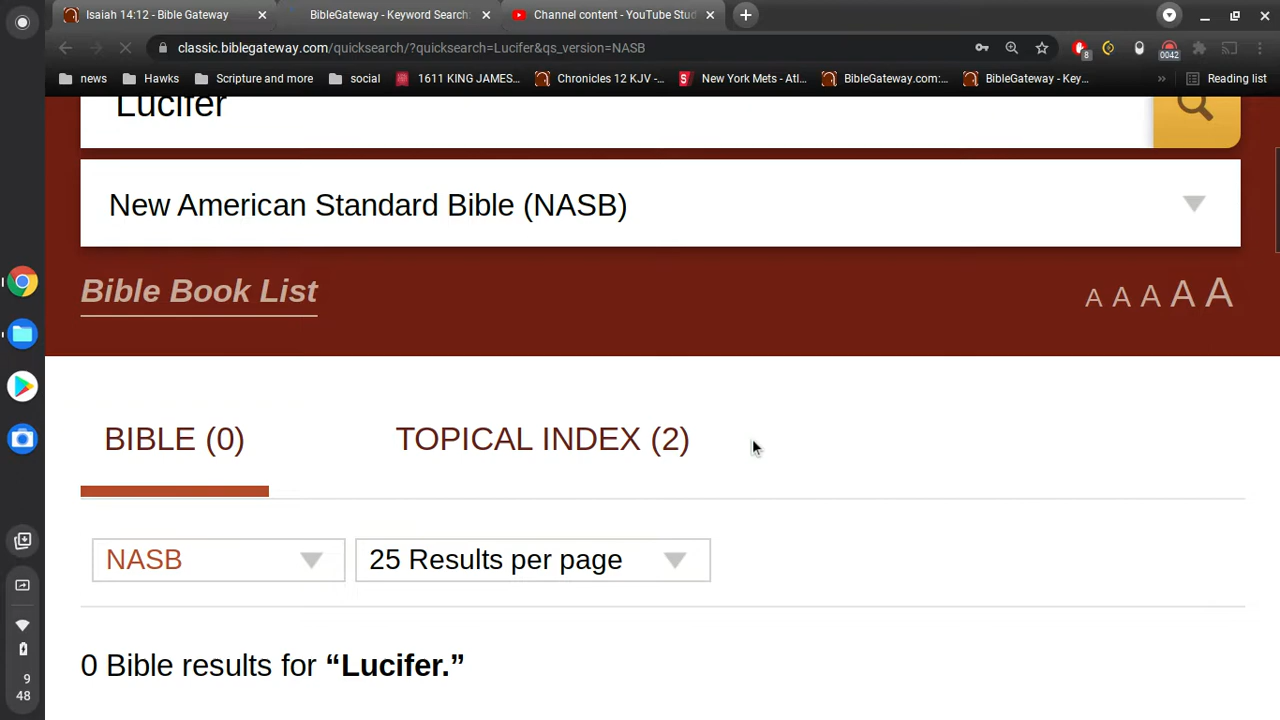 Isaiah 14:12 - Bible Gateway
BibleGateway - Keyword Search:
Channel content - YouTube Stud
classic.biblegateway.com/quicksearch/?quicksearch=Lucifer&qs_version=NASB
8
0042
news
Hawks
Scripture and more
social
1611 KING JAMES...
Chronicles 12 KJV -...
New York Mets - Atl...
BibleGateway.com:...
BibleGateway - Key...
»
Reading list
Lucifer
New American Standard Bible (NASB)
Bible Book List
A A A A A
BIBLE (0)
TOPICAL INDEX (2)
NASB
25 Results per page
0 Bible results for “Lucifer.”
9
48